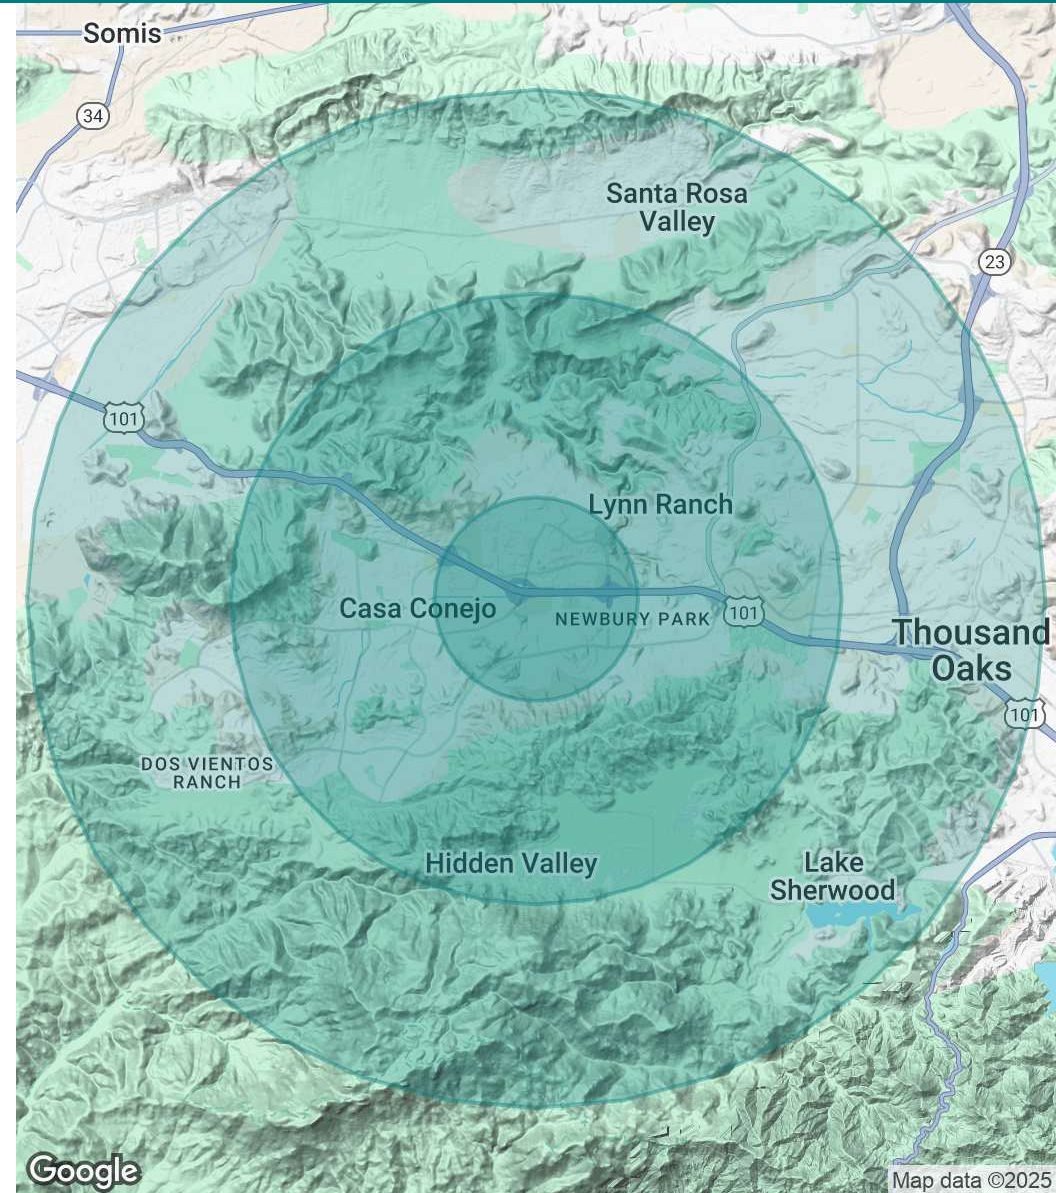 Somis
34
Santa Rosa
Valley
23
101
Lynn Ranch
Casa Conejo
NEWBURY PARK
101
Thousand
Oaks
101
DOS VIENTOS
RANCH
Hidden Valley
Lake
Sherwood
Google
Map data ©2025